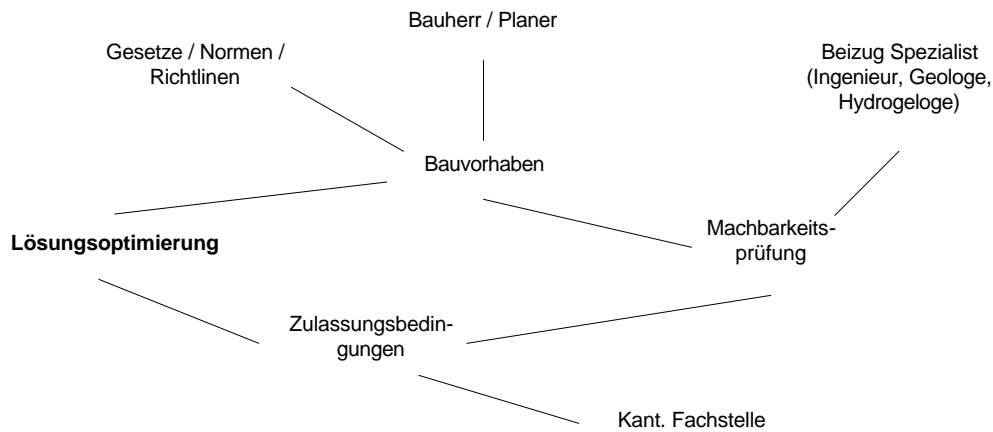 Bauherr / Planer
Gesetze / Normen /
Richtlinen
Beizug Spezialist
(Ingenieur, Geologe,
Hydrogeloge)
Bauvorhaben
Lösungsoptimierung
Machbarkeits-
prüfung
Zulassungsbedin-
gungen
Kant. Fachstelle